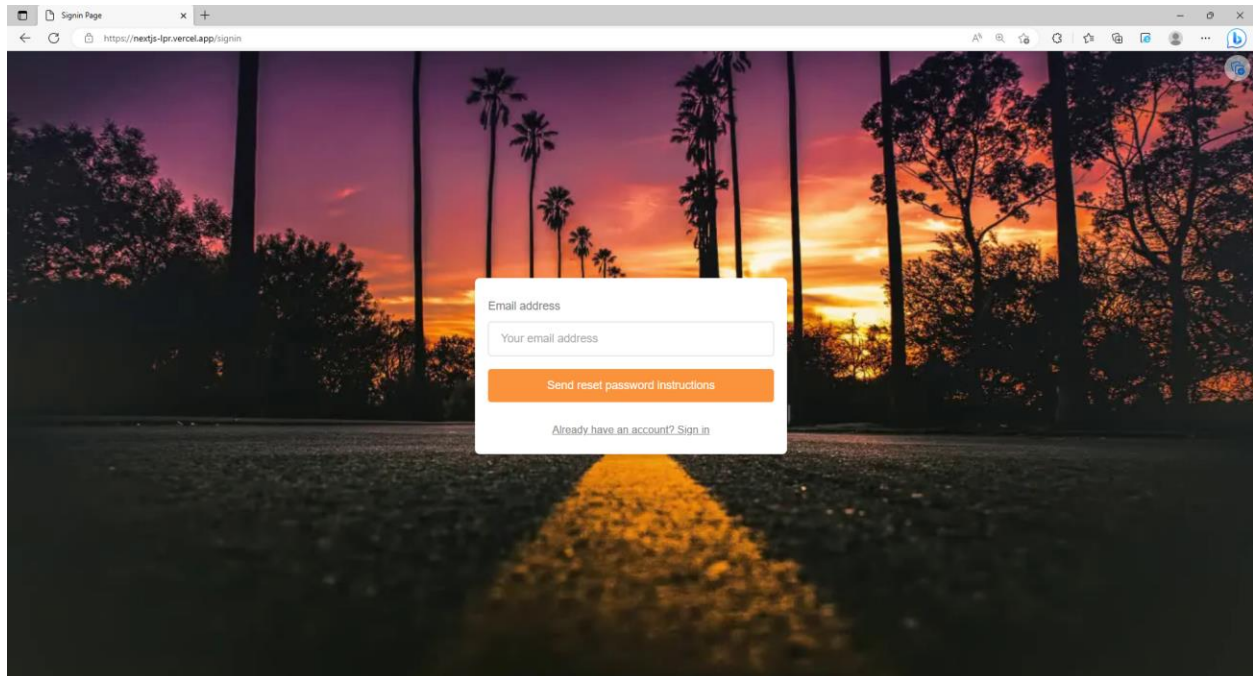 Signin Page
https://nextjs-lpr.vercel.app/signin
Email address
Your email address
Send reset password instructions
Already have an account? Sign in